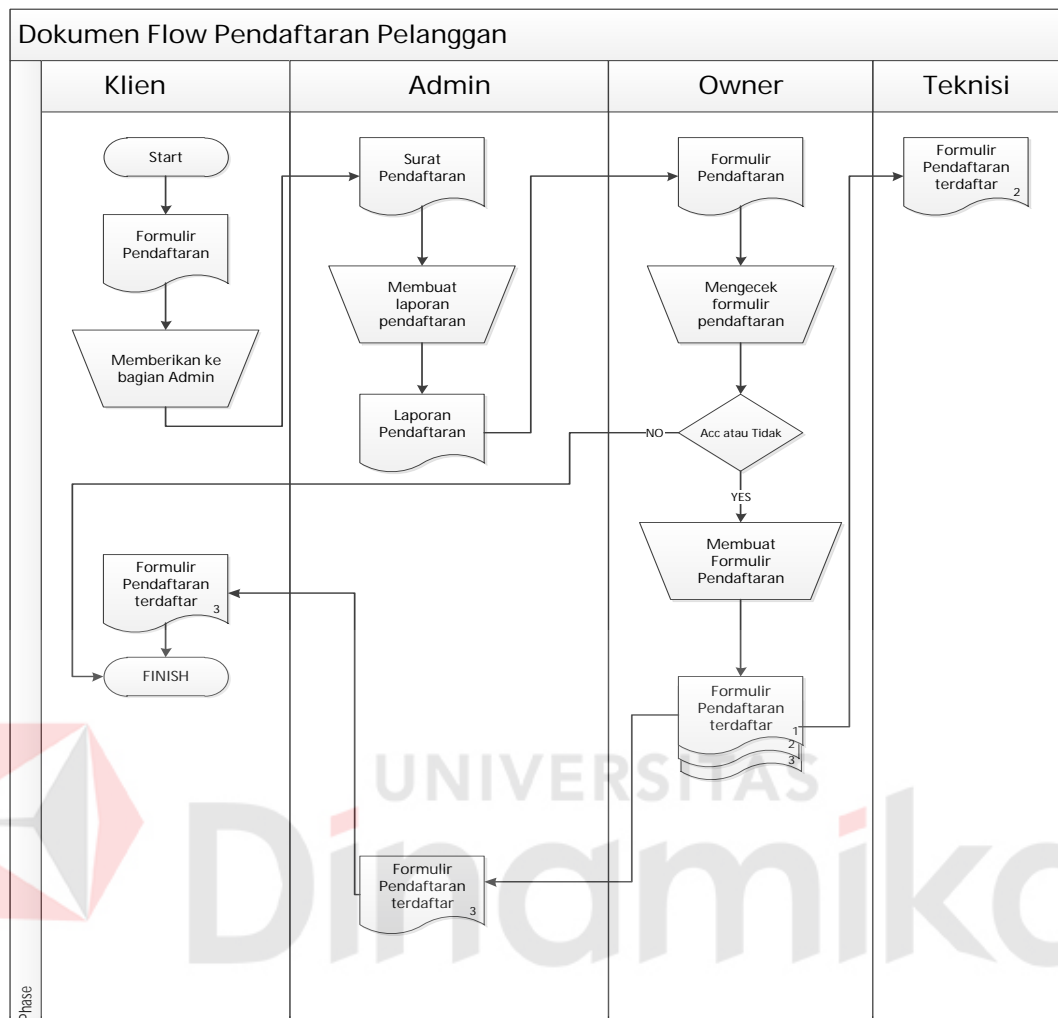 Dokumen Flow Pendaftaran Pelanggan
Klien
Admin
Owner
Teknisi
Start
Formulir
Pendaftaran
Memberikan ke
bagian Admin
Surat
Pendaftaran
Membuat
laporan
pendaftaran
Laporan
Pendaftaran
Formulir
Pendaftaran
Mengecek
formulir
pendaftaran
Acc atau Tidak
NO
YES
Membuat
Formulir
Pendaftaran
Formulir
Pendaftaran
terdaftar
1
2
3
Formulir
Pendaftaran
terdaftar
2
Formulir
Pendaftaran
terdaftar
3
Formulir
Pendaftaran
terdaftar
3
FINISH
Phase
UNIVERSITAS
Dinamika